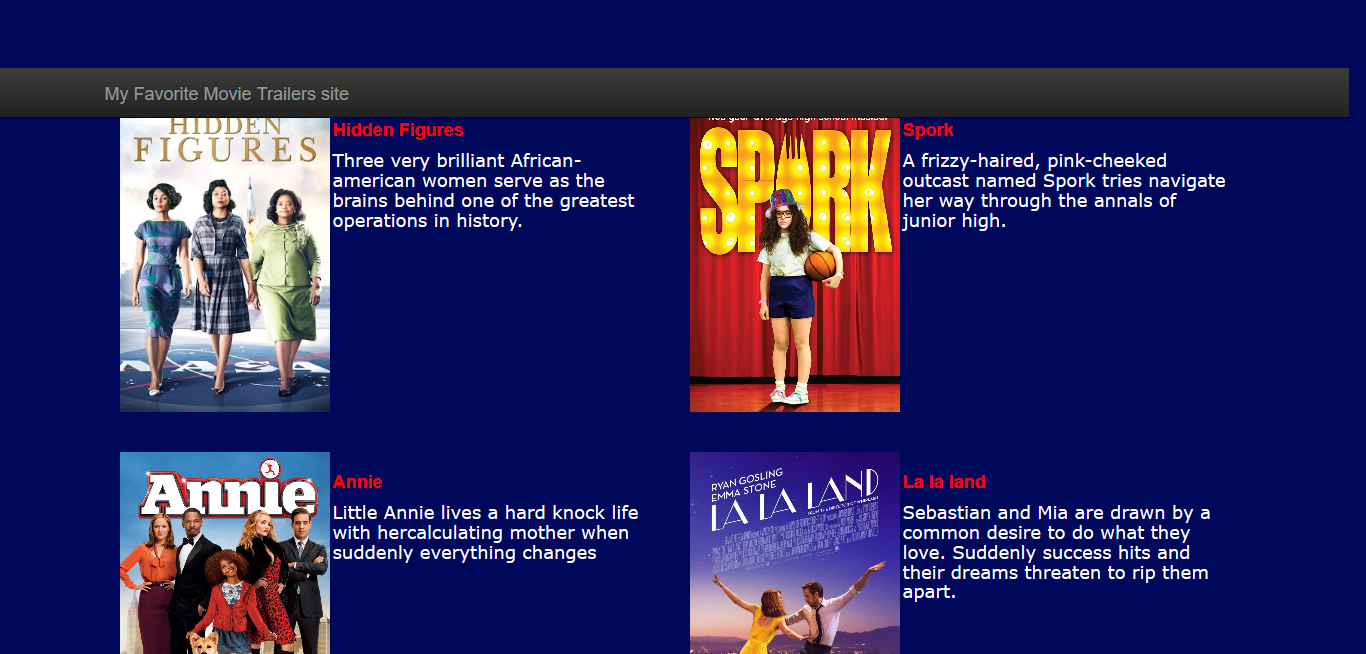 My Favorite Movie Trailers site
HIDDEN
FIGURES
NASA
Hidden Figures
Three very brilliant African-
american women serve as the
brains behind one of the greatest
operations in history.
SPORK
Spork
A frizzy-haired, pink-cheeked
outcast named Spork tries navigate
her way through the annals of
junior high.
Annie
Annie
Little Annie lives a hard knock life
with hercalculating mother when
suddenly everything changes
RYAN GOSLING
EMMA STONE
LA LA LAND
La la land
Sebastian and Mia are drawn by a
common desire to do what they
love. Suddenly success hits and
their dreams threaten to rip them
apart.